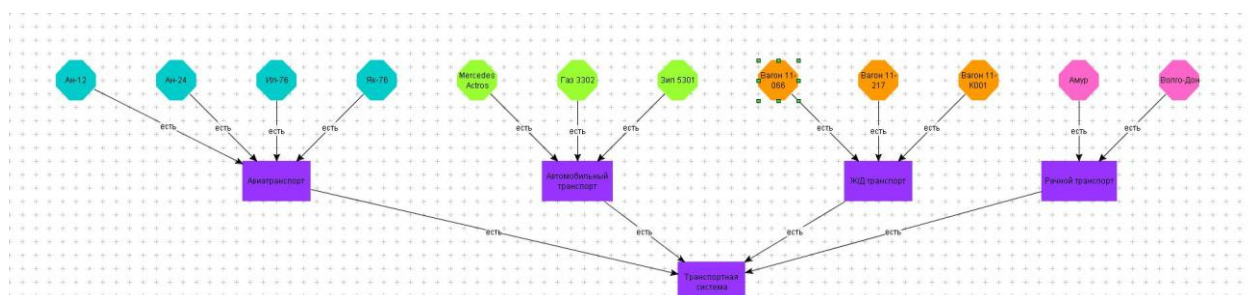 Ан-12
Ан-24
Ил-76
Як-76
Mercedes
Actros
Газ 3302
Зил 5301
Вагон 11-
066
Вагон 11-
217
Вагон 11-
К001
Амур
Волго-Дон
есть
есть
есть
есть
есть
есть
есть
есть
есть
есть
есть
есть
Авиатранспорт
Автомобильный
транспорт
Ж/Д транспорт
Речной транспорт
есть
есть
есть
есть
Транспортная
система